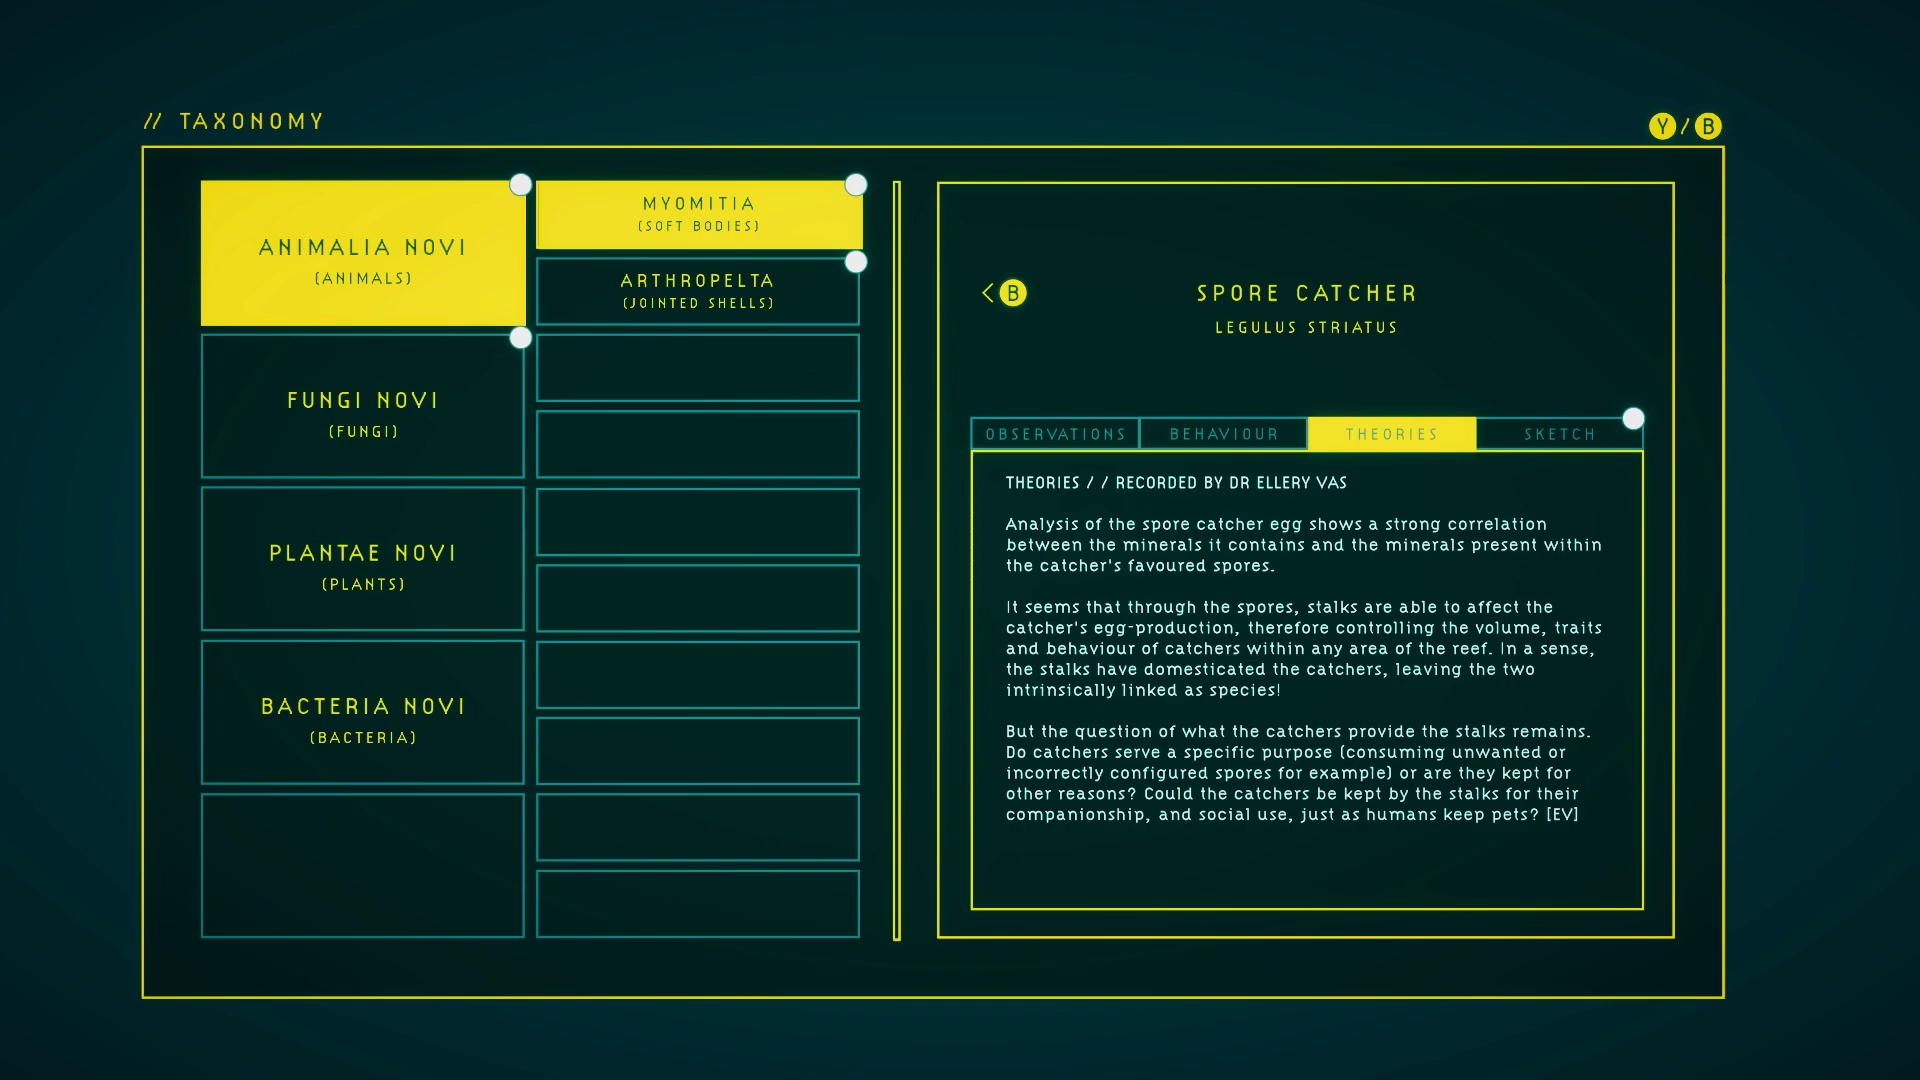 // TAXONOMY
Y / B
ANIMALIA NOVI
(ANIMALS)
FUNGI NOVI
(FUNGI)
PLANTAE NOVI
(PLANTS)
BACTERIA NOVI
(BACTERIA)
MYOMITIA
(SOFT BODIES)
ARTHROPELTA
(JOINTED SHELLS)
< B
SPORE CATCHER
LEGULUS STRIATUS
OBSERVATIONS BEHAVIOUR THEORIES SKETCH
THEORIES / / RECORDED BY DR ELLERY VAS
Analysis of the spore catcher egg shows a strong correlation
between the minerals it contains and the minerals present within
the catcher's favoured spores.
It seems that through the spores, stalks are able to affect the
catcher's egg-production, therefore controlling the volume, traits
and behaviour of catchers within any area of the reef. In a sense,
the stalks have domesticated the catchers, leaving the two
intrinsically linked as species!
But the question of what the catchers provide the stalks remains.
Do catchers serve a specific purpose (consuming unwanted or
incorrectly configured spores for example) or are they kept for
other reasons? Could the catchers be kept by the stalks for their
companionship, and social use, just as humans keep pets? [EV]